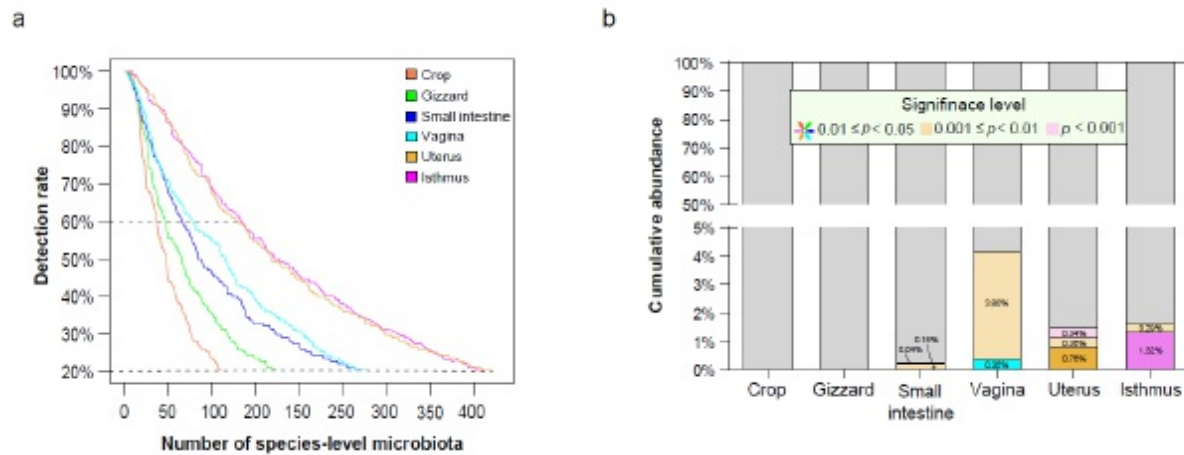 a
100%
90%
80%
70%
60%
50%
40%
30%
20%
Detection rate
Crop
Gizzard
Small intestine
Vagina
Uterus
Isthmus
0 50 100 150 200 250 300 350 400
Number of species-level microbiota
b
100%
90%
80%
70%
60%
50%
5%
4%
3%
2%
1%
0%
Cumulative abundance
Signifinace level
0.01 ≤ p < 0.05 0.001 ≤ p < 0.01 p < 0.001
0.04%
Crop Gizzard Small intestine Vagina Uterus Isthmus